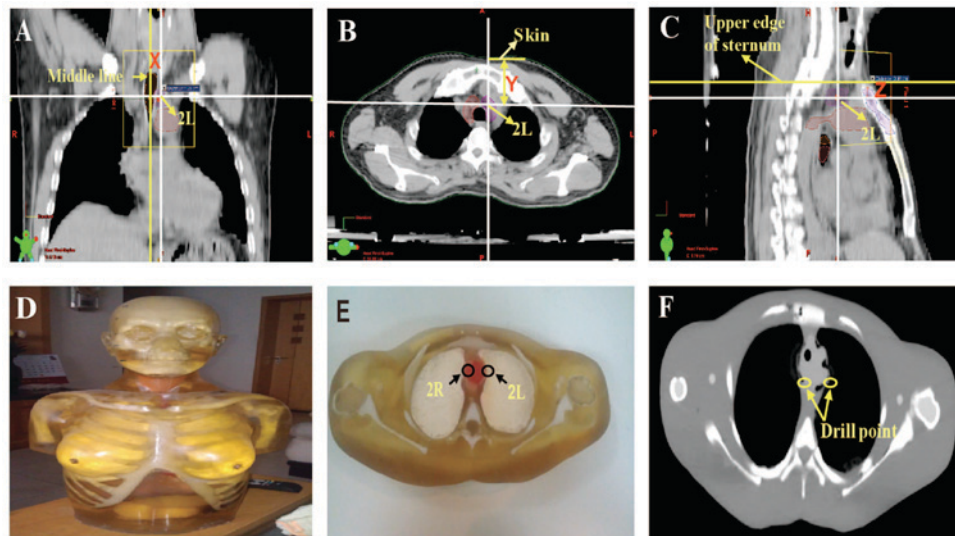 A
X
Middle line
2L
R
L
B
A
Skin
Y
2L
R
L
C
H
Upper edge
of sternum
Z
2L
P
D
E
2R
2L
F
Drill point